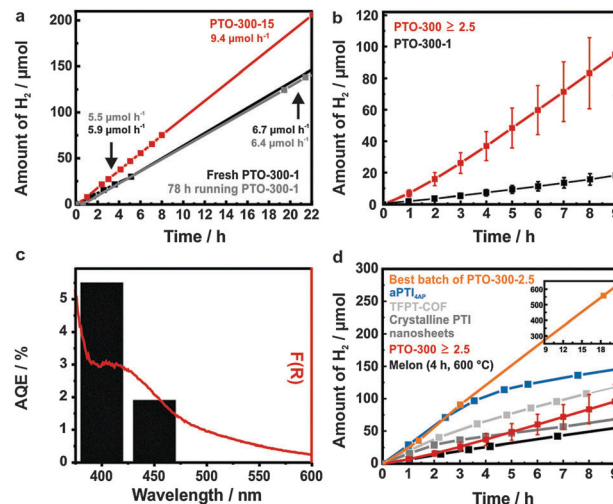 a
Amount of H₂ / μmol
200
150
100
50
0
PTO-300-15
9.4 μmol h⁻¹
5.5 μmol h⁻¹
5.9 μmol h⁻¹
6.7 μmol h⁻¹
6.4 μmol h⁻¹
Fresh PTO-300-1
78 h running PTO-300-1
0 2 4 6 8 10 12 14 16 18 20 22
Time / h
b
Amount of H₂ / μmol
120
100
80
60
40
20
0
PTO-300 ≥ 2.5
PTO-300-1
0 1 2 3 4 5 6 7 8 9
Time / h
c
AQE / %
5
4
3
2
1
0
F(R)
400 450 500 550 600
Wavelength / nm
d
Amount of H₂ / μmol
300
250
200
150
100
50
0
Best batch of PTO-300-2.5
aPTI4AP
TFPT-COF
Crystalline PTI
nanosheets
PTO-300 ≥ 2.5
Melon (4 h, 600 °C)
600
500
400
300
9 12 15 18
0 1 2 3 4 5 6 7 8 9
Time / h